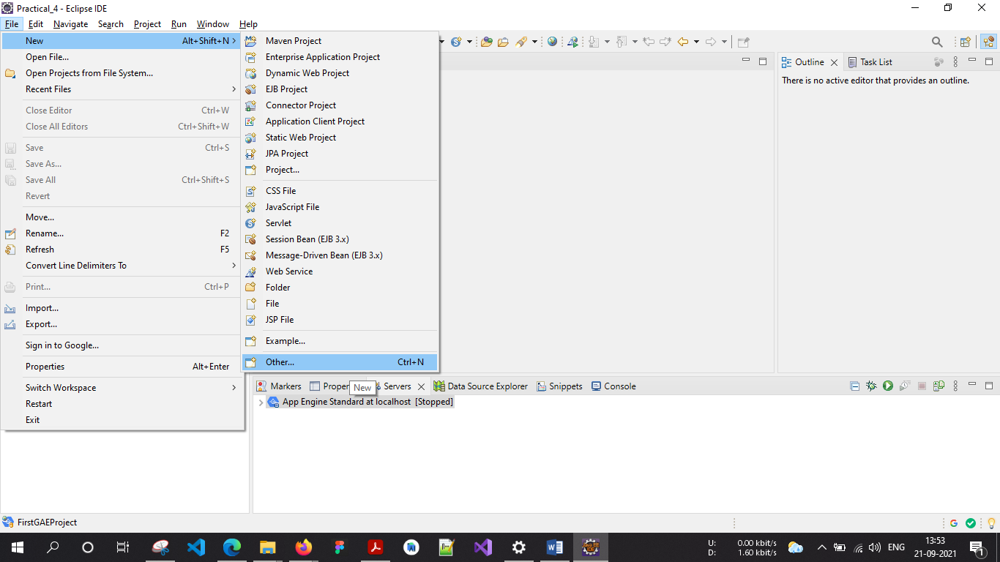 Practical_4 - Eclipse IDE
File Edit Navigate Search Project Run Window Help
New Alt+Shift+N
Open File...
Open Projects from File System...
Recent Files
Close Editor Ctrl+W
Close All Editors Ctrl+Shift+W
Save Ctrl+S
Save As...
Save All Ctrl+Shift+S
Revert
Move...
Rename... F2
Refresh F5
Convert Line Delimiters To
Print... Ctrl+P
Import...
Export...
Sign in to Google...
Properties Alt+Enter
Switch Workspace
Restart
Exit
Maven Project
Enterprise Application Project
Dynamic Web Project
EJB Project
Connector Project
Application Client Project
Static Web Project
JPA Project
Project...
CSS File
JavaScript File
Servlet
Session Bean (EJB 3.x)
Message-Driven Bean (EJB 3.x)
Web Service
Folder
File
JSP File
Example...
Other... Ctrl+N
New
Outline Task List
There is no active editor that provides an outline.
Markers Proper Servers Data Source Explorer Snippets Console
App Engine Standard at localhost [Stopped]
FirstGAEProject
U: 0.00 kbit/s
D: 1.60 kbit/s
ENG
13:53
21-09-2021
1